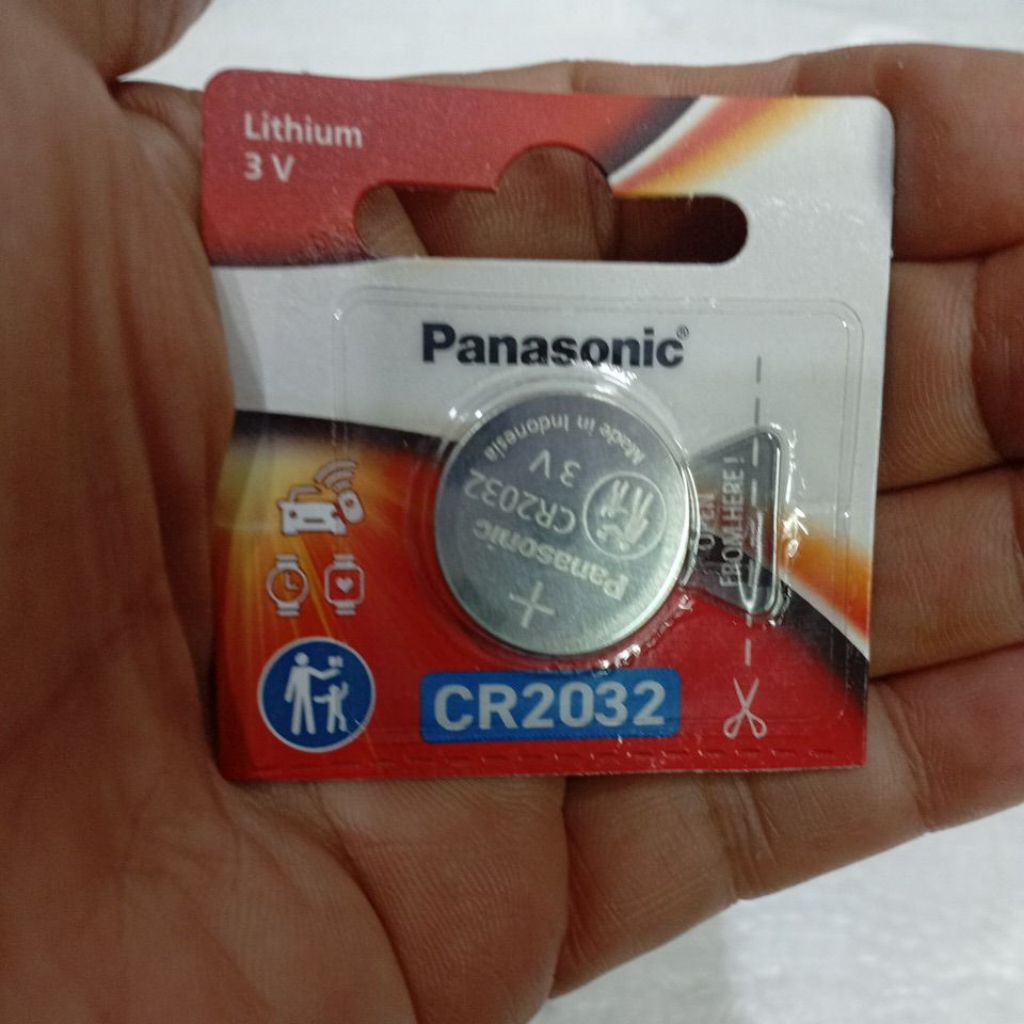 Lithium
3 V
Panasonic®
Made in Indonesia
3 V
CR2032
Panasonic
+
OPEN
FROM HERE !
CR2032